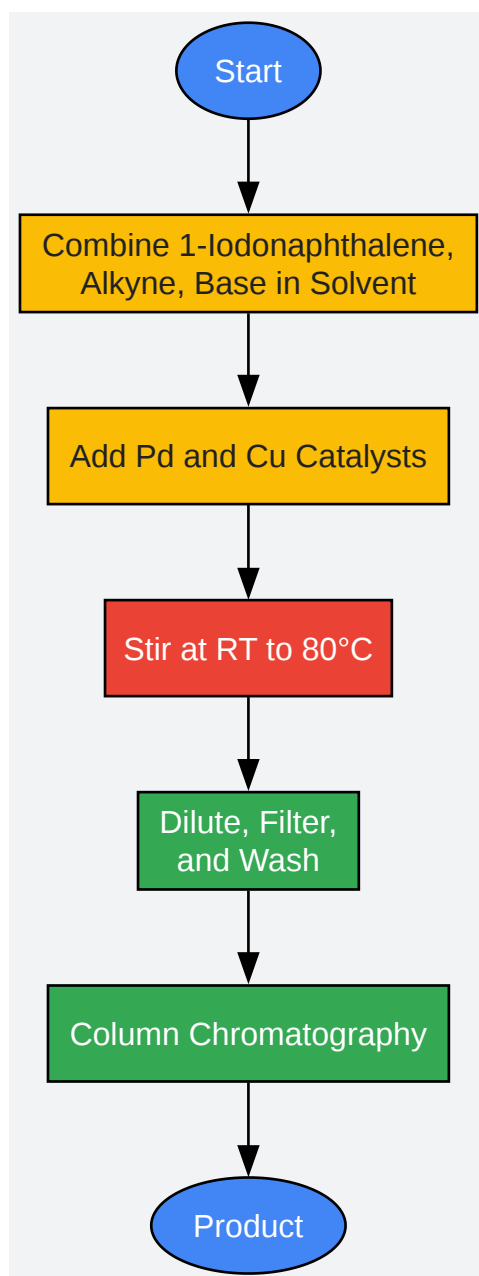 Start
Combine 1-Iodonaphthalene,
Alkyne, Base in Solvent
Add Pd and Cu Catalysts
Stir at RT to 80°C
Dilute, Filter,
and Wash
Column Chromatography
Product